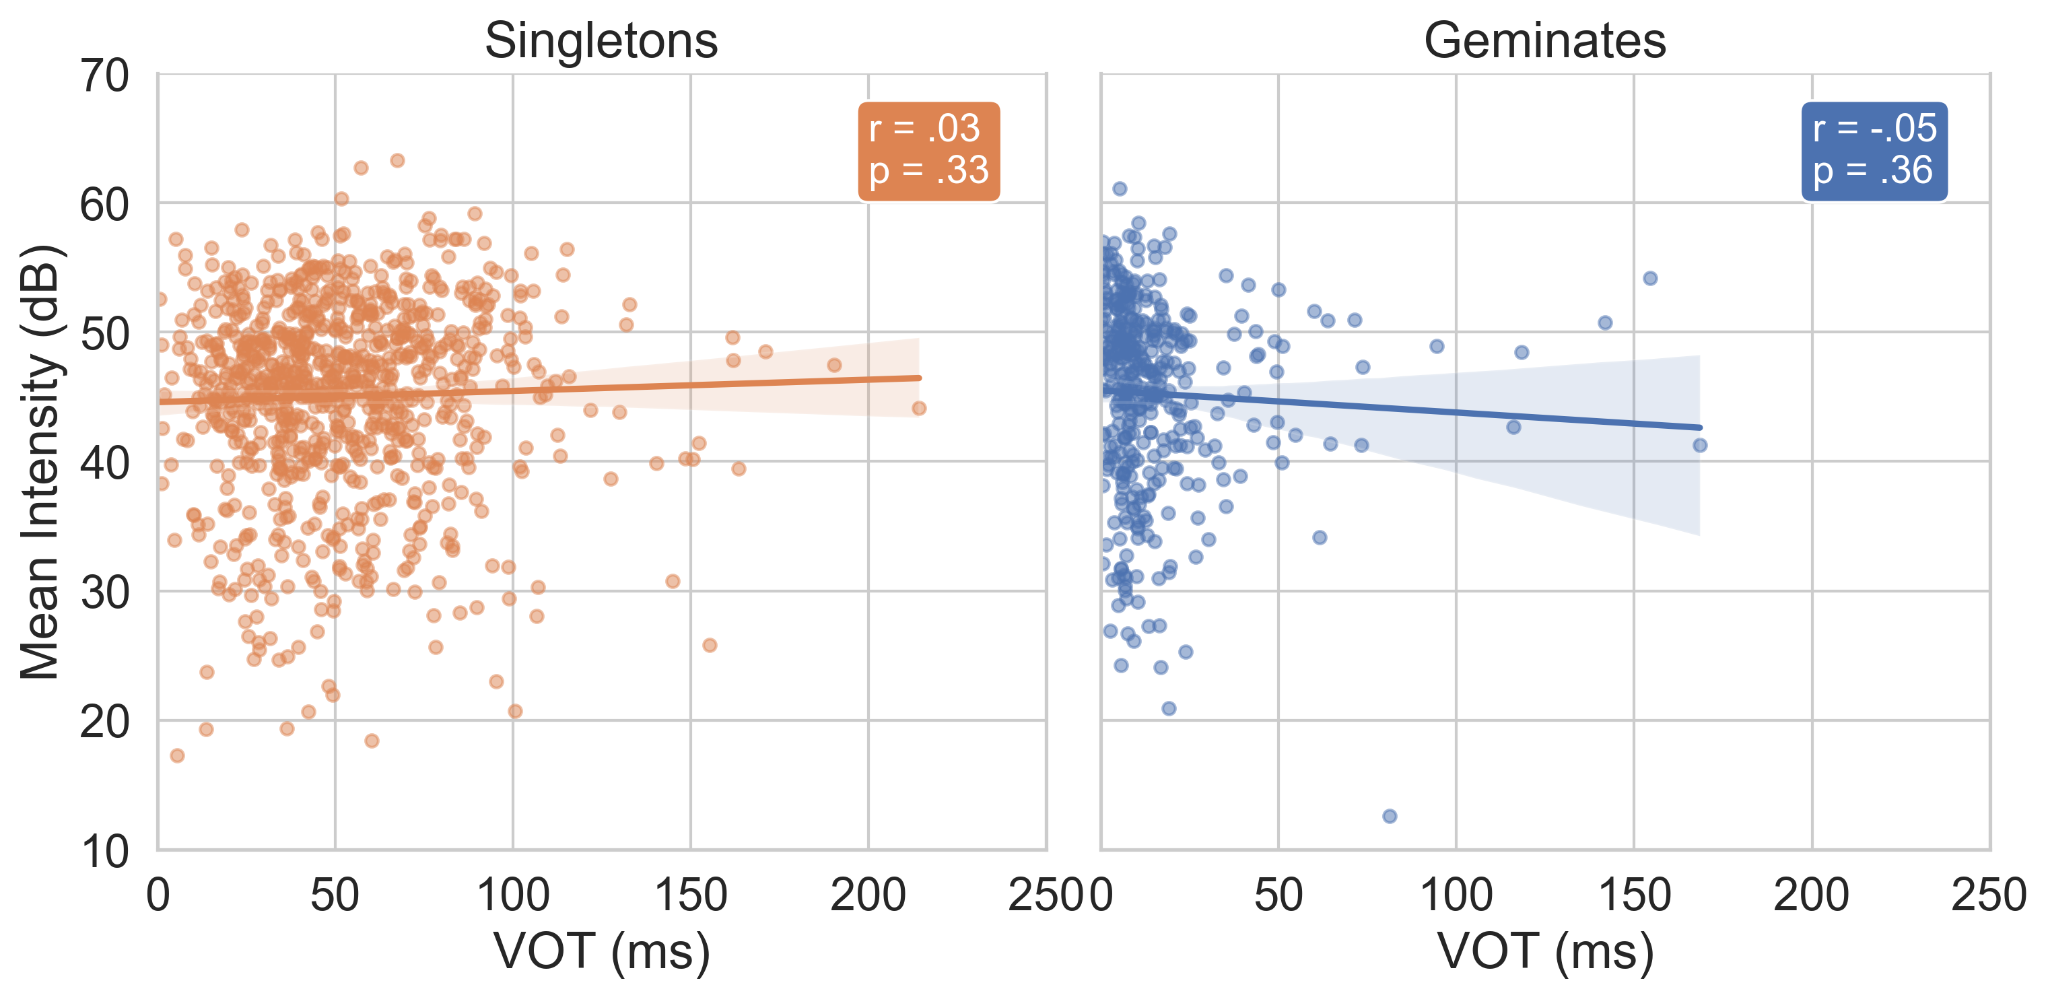 Singletons
Geminates
r = .03
p = .33
r = -.05
p = .36
Mean Intensity (dB)
70
60
50
40
30
20
10
0 50 100 150 200 250
0 50 100 150 200 250
VOT (ms)
VOT (ms)